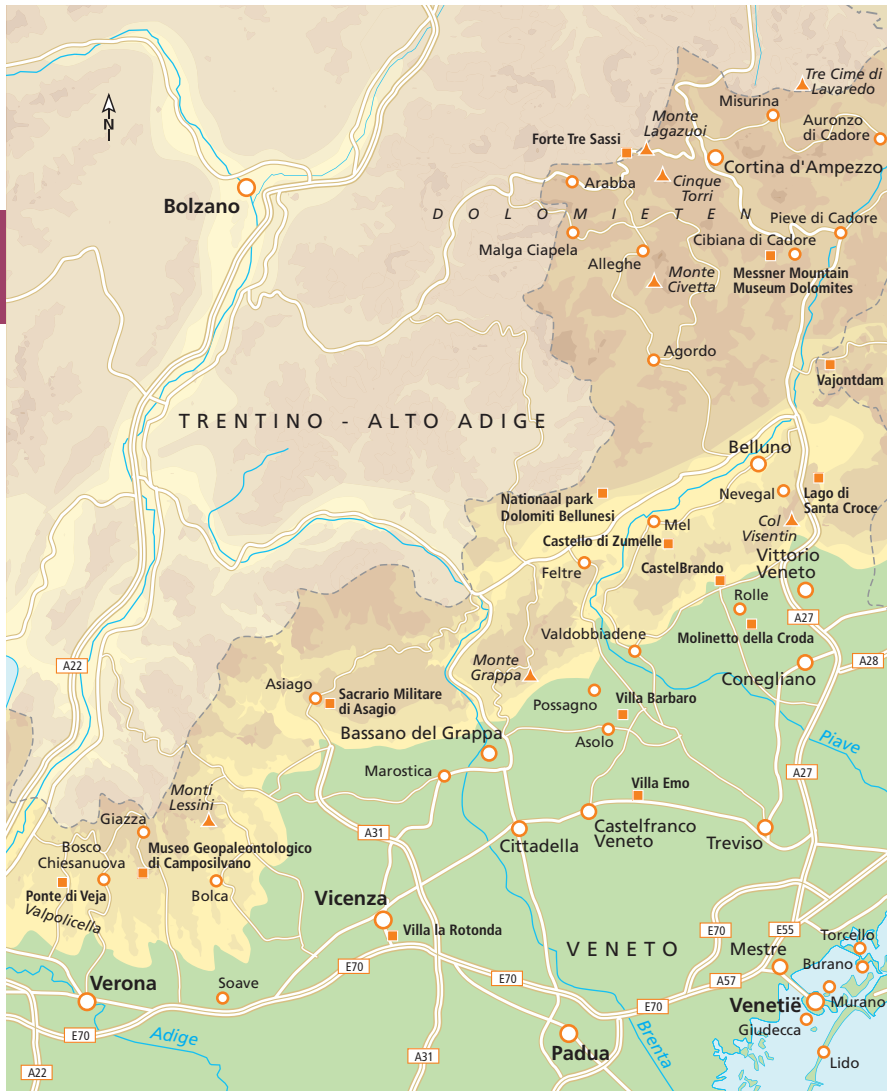 Tre Cime di
Lavaredo
Misurina
Monte
Lagazuoi
Auronzo
di Cadore
N
Forte Tre Sassi
Cortina d'Ampezzo
Arabba
Cinque
Torri
Bolzano
DOLOMIETEN
Pieve di Cadore
Malga Ciapela
Cibiana di Cadore
Alleghe
Monte
Civetta
Messner Mountain
Museum Dolomites
Agordo
Vajontdam
TRENTINO - ALTO ADIGE
Belluno
Nationaal park
Dolomiti Bellunesi
Nevegal
Lago di
Santa Croce
Mel
Col
Visentin
Castello di Zumelle
Feltre
CastelBrando
Vittorio
Veneto
Rolle
A27
Molinetto della Croda
Valdobbiadene
A22
Monte
Grappa
A28
Conegliano
Asiago
Sacrario Militare
di Asagio
Possagno
Villa Barbaro
Bassano del Grappa
Asolo
Piave
Marostica
A27
Villa Emo
Monti
Lessini
Giazza
A31
Cittadella
Castelfranco
Veneto
Treviso
Bosco
Chiesanuova
Museo Geopaleontologico
di Camposilvano
Ponte di Veja
Bolca
Valpolicella
Vicenza
Villa la Rotonda
E70
E55
Torcello
VENETO
Mestre
Burano
E70
E70
A57
Verona
Soave
E70
Venetië
Murano
E70
Adige
Giudecca
Brenta
Padua
A31
Lido
A22